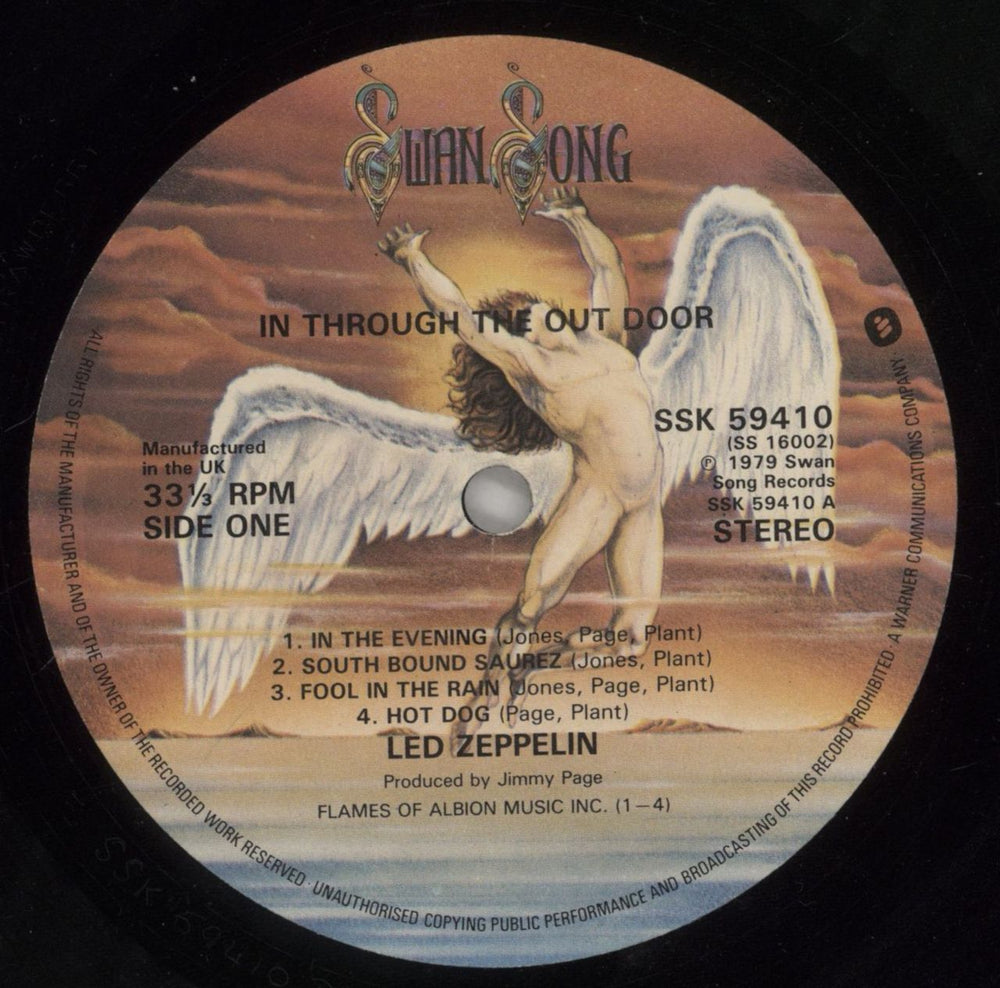 SWAN SONG
IN THROUGH THE OUT DOOR
SSK 59410
(SS 16002)
℗ 1979 Swan
Song Records
SSK 59410 A
STEREO
Manufactured
in the UK
33⅓ RPM
SIDE ONE
1. IN THE EVENING (Jones, Page, Plant)
2. SOUTH BOUND SAUREZ (Jones, Plant)
3. FOOL IN THE RAIN (Jones, Page, Plant)
4. HOT DOG (Page, Plant)
LED ZEPPELIN
Produced by Jimmy Page
FLAMES OF ALBION MUSIC INC. (1–4)
ALL RIGHTS OF THE MANUFACTURER AND OF THE OWNER OF THE RECORDED WORK RESERVED · UNAUTHORISED COPYING PUBLIC PERFORMANCE AND BROADCASTING OF THIS RECORD PROHIBITED · A WARNER COMMUNICATIONS COMPANY